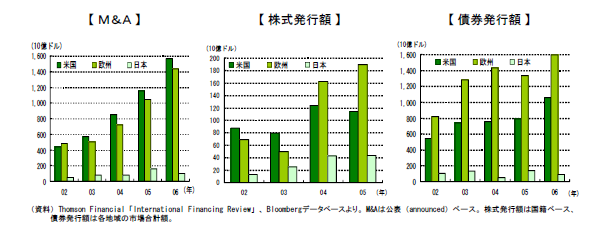 【 M&A 】
(10億ドル)
1,600
1,400
1,200
1,000
800
600
400
200
0
米国 欧州 日本
02 03 04 05 06 (年)
【 株式発行額 】
(10億ドル)
200
180
160
140
120
100
80
60
40
20
0
米国 欧州 日本
02 03 04 05 (年)
【 債券発行額 】
(10億ドル)
1,600
1,400
1,200
1,000
800
600
400
200
0
米国 欧州 日本
02 03 04 05 06 (年)
(資料) Thomson Financial「International Financing Review」、Bloombergデータベースより。M&Aは公表 (announced) ベース。株式発行額は国籍ベース、
債券発行額は各地域の市場合計額。